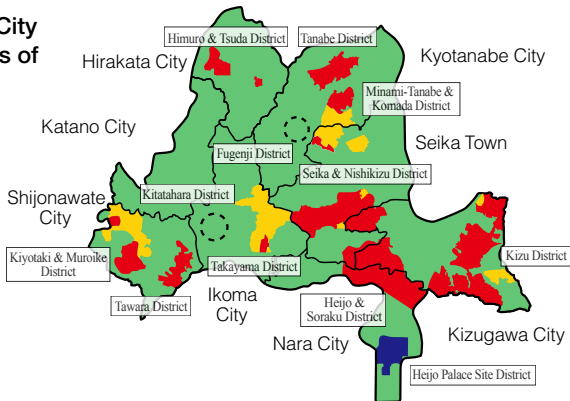 City
s of
Himuro & Tsuda District
Tanabe District
Hirakata City
Kyotanabe City
Minami-Tanabe &
Komada District
Katano City
Seika Town
Fugenji District
Seika & Nishikizu District
Kitatahara District
Shijonawate
City
Kiyotaki & Muroike
District
Takayama District
Kizu District
Tawara District
Ikoma
City
Heijo &
Soraku District
Nara City
Kizugawa City
Heijo Palace Site District